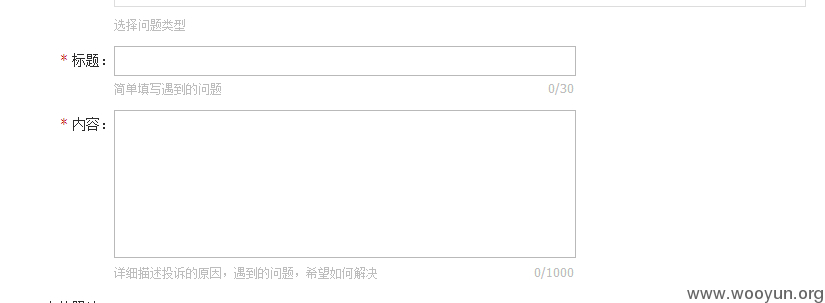 选择问题类型
* 标题：
简单填写遇到的问题 0/30
* 内容：
详细描述投诉的原因，遇到的问题，希望如何解决 0/1000
www.wooyun.org